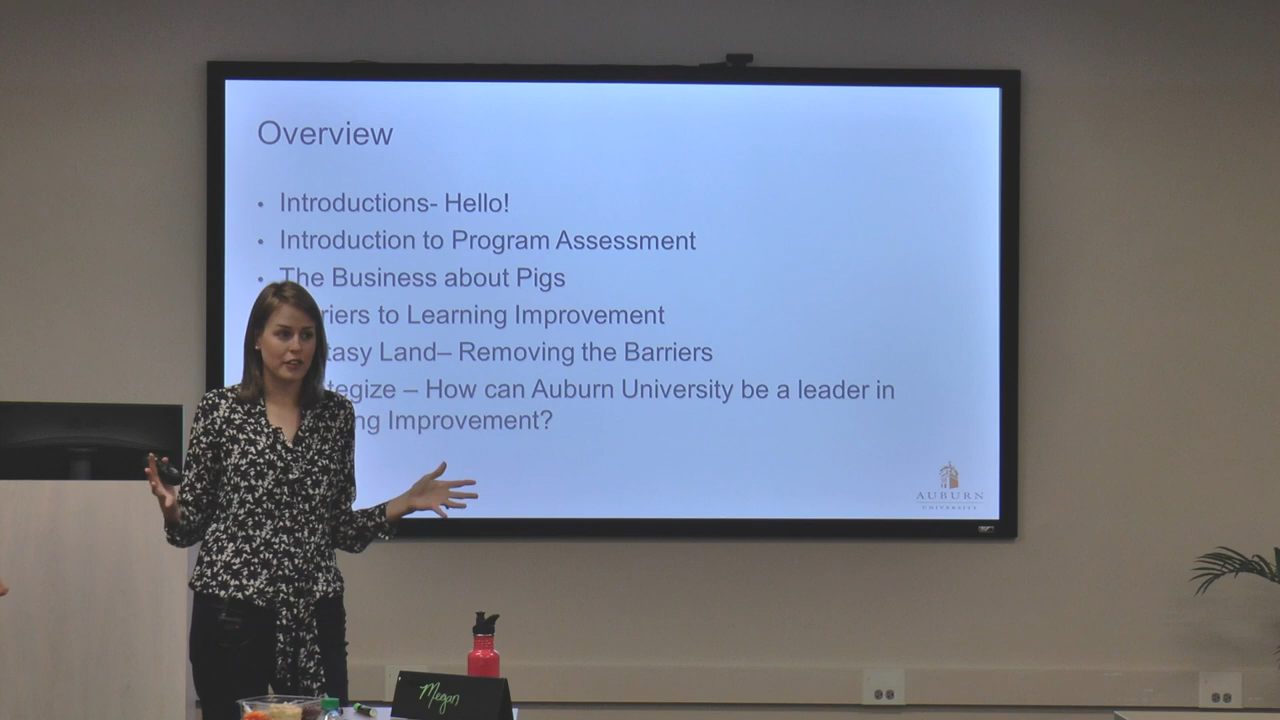 Overview
• Introductions- Hello!
• Introduction to Program Assessment
• The Business about Pigs
riers to Learning Improvement
tasy Land– Removing the Barriers
tegize – How can Auburn University be a leader in
ng Improvement?
AUBURN
UNIVERSITY
Megan